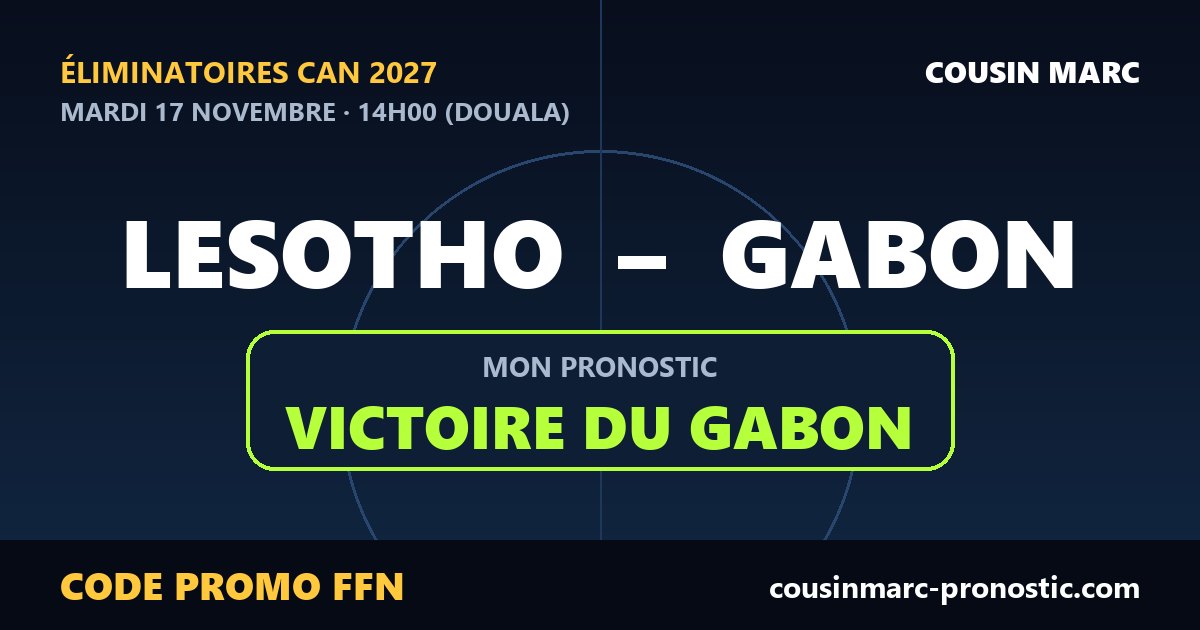 ÉLIMINATOIRES CAN 2027
COUSIN MARC
MARDI 17 NOVEMBRE · 14H00 (DOUALA)
LESOTHO – GABON
MON PRONOSTIC
VICTOIRE DU GABON
CODE PROMO FFN
cousinmarc-pronostic.com